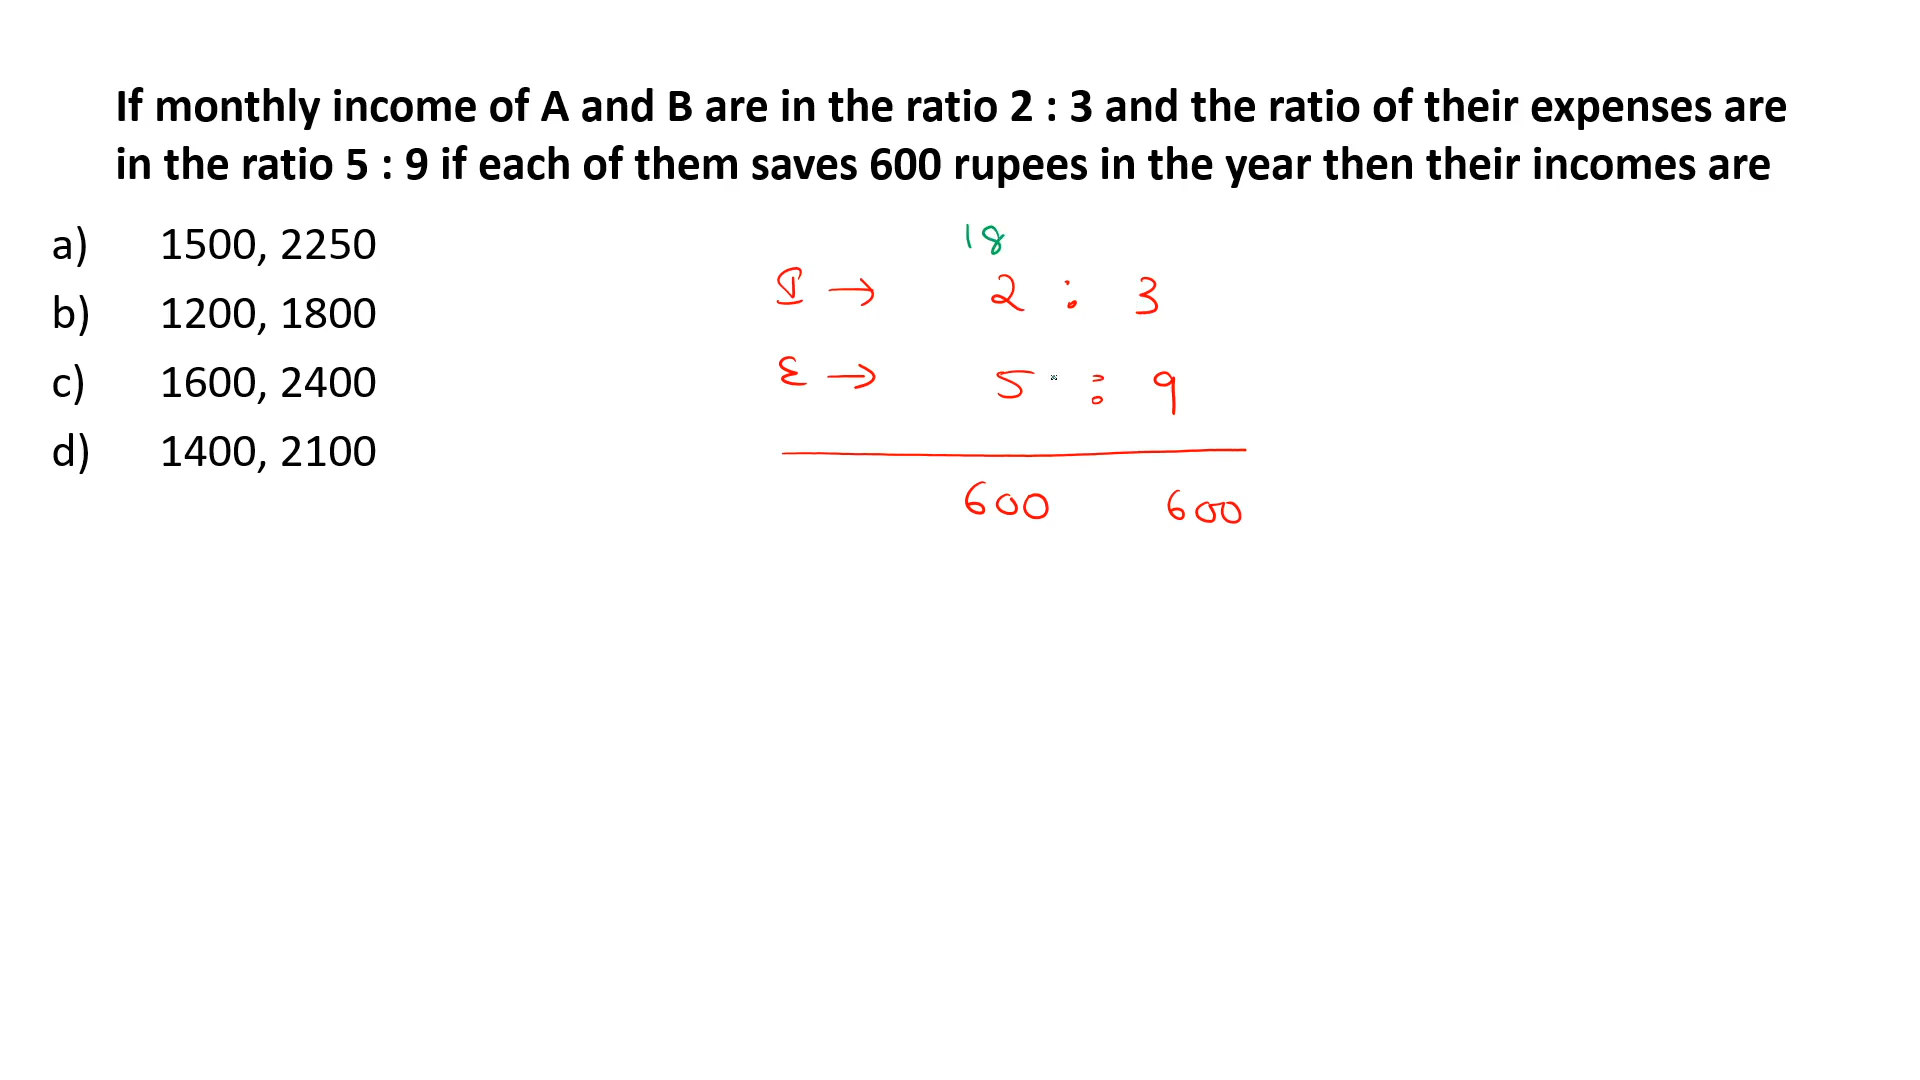 If monthly income of A and B are in the ratio 2 : 3 and the ratio of their expenses are
in the ratio 5 : 9 if each of them saves 600 rupees in the year then their incomes are
a) 1500, 2250
b) 1200, 1800
c) 1600, 2400
d) 1400, 2100
18
I → 2 : 3
E → 5 : 9
600 600